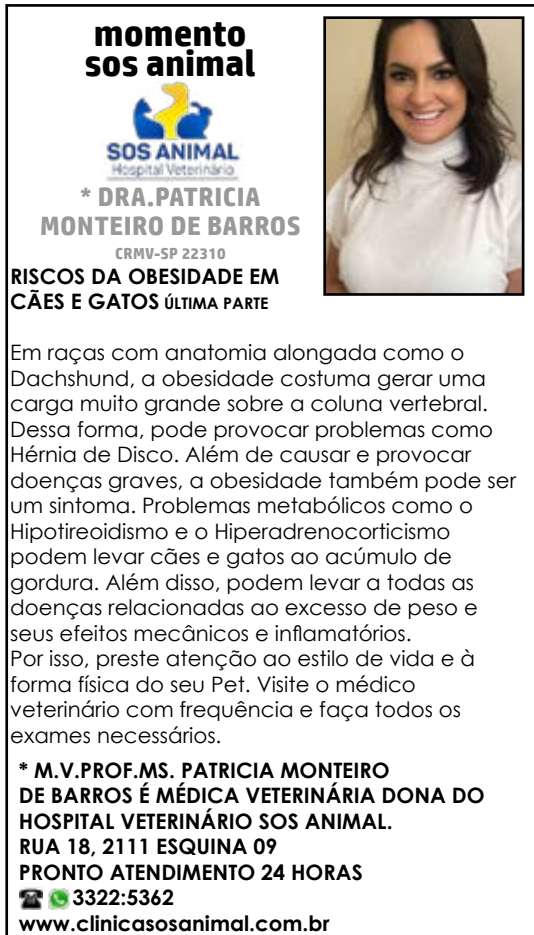 momento
sos animal
SOS ANIMAL
Hospital Veterinário
* DRA.PATRICIA
MONTEIRO DE BARROS
CRMV-SP 22310
RISCOS DA OBESIDADE EM
CÃES E GATOS ÚLTIMA PARTE
Em raças com anatomia alongada como o
Dachshund, a obesidade costuma gerar uma
carga muito grande sobre a coluna vertebral.
Dessa forma, pode provocar problemas como
Hérnia de Disco. Além de causar e provocar
doenças graves, a obesidade também pode ser
um sintoma. Problemas metabólicos como o
Hipotireoidismo e o Hiperadrenocorticismo
podem levar cães e gatos ao acúmulo de
gordura. Além disso, podem levar a todas as
doenças relacionadas ao excesso de peso e
seus efeitos mecânicos e inflamatórios.
Por isso, preste atenção ao estilo de vida e à
forma física do seu Pet. Visite o médico
veterinário com frequência e faça todos os
exames necessários.
* M.V.PROF.MS. PATRICIA MONTEIRO
DE BARROS É MÉDICA VETERINÁRIA DONA DO
HOSPITAL VETERINÁRIO SOS ANIMAL.
RUA 18, 2111 ESQUINA 09
PRONTO ATENDIMENTO 24 HORAS
3322:5362
www.clinicasosanimal.com.br